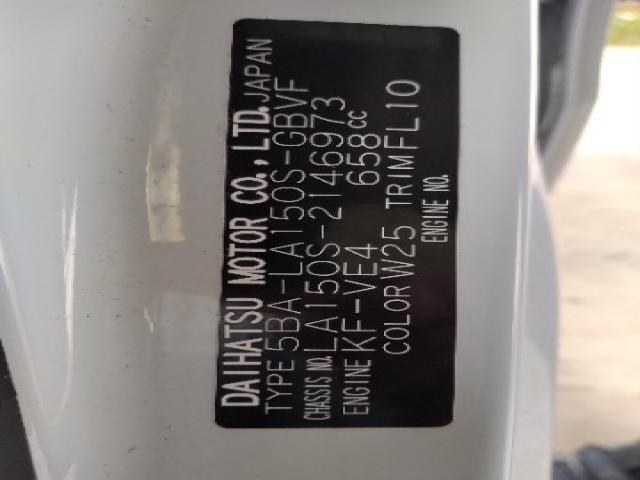 DAIHATSU MOTOR CO., LTD. JAPAN
TYPE 5BA-LA150S-GBVF
CHASSIS NO. LA150S-2146973
ENGINE KF-VE4 658cc
COLOR W25 TRIM FL10
ENGINE NO.